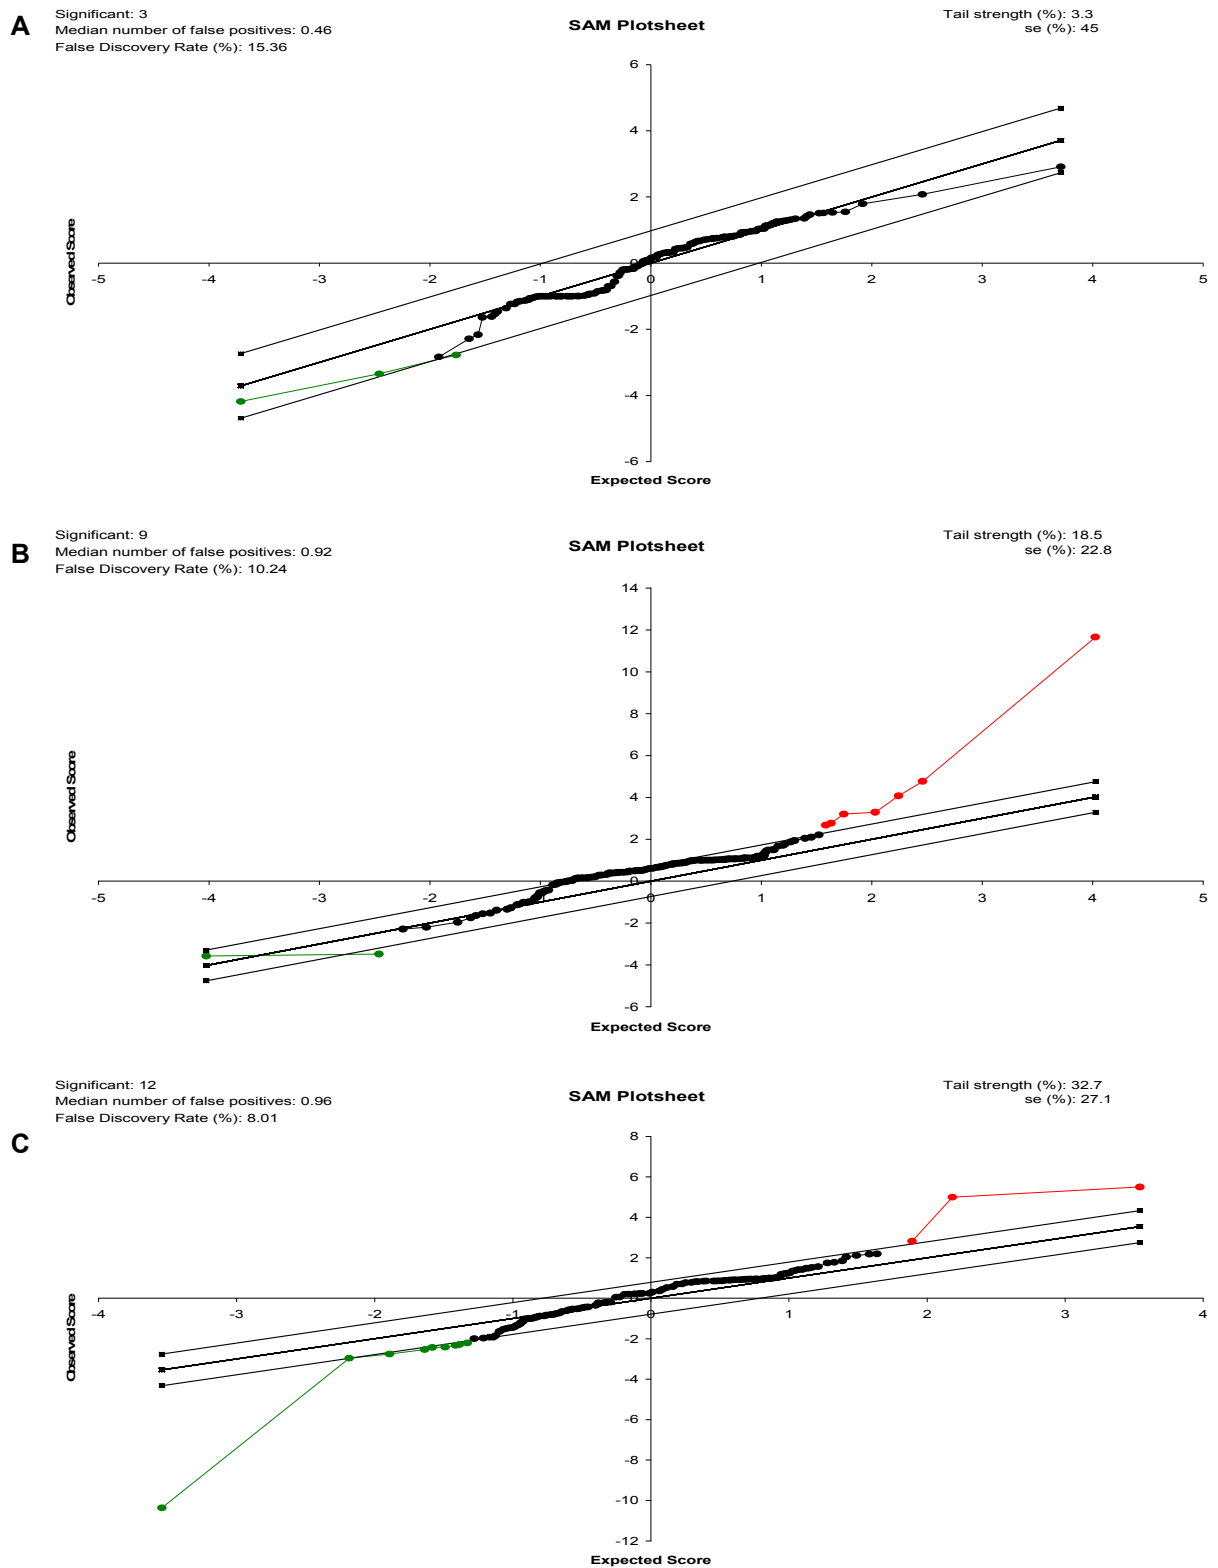 A
Significant: 3
Median number of false positives: 0.46
False Discovery Rate (%): 15.36
SAM Plotsheet
Tail strength (%): 3.3
se (%): 45
Observed Score
6
4
2
0
-2
-4
-6
-5 -4 -3 -2 -1 0 1 2 3 4 5
Expected Score
B
Significant: 9
Median number of false positives: 0.92
False Discovery Rate (%): 10.24
SAM Plotsheet
Tail strength (%): 18.5
se (%): 22.8
Observed Score
14
12
10
8
6
4
2
0
-2
-4
-6
-5 -4 -3 -2 -1 0 1 2 3 4 5
Expected Score
C
Significant: 12
Median number of false positives: 0.96
False Discovery Rate (%): 8.01
SAM Plotsheet
Tail strength (%): 32.7
se (%): 27.1
Observed Score
8
6
4
2
0
-2
-4
-6
-8
-10
-12
-4 -3 -2 -1 0 1 2 3 4
Expected Score